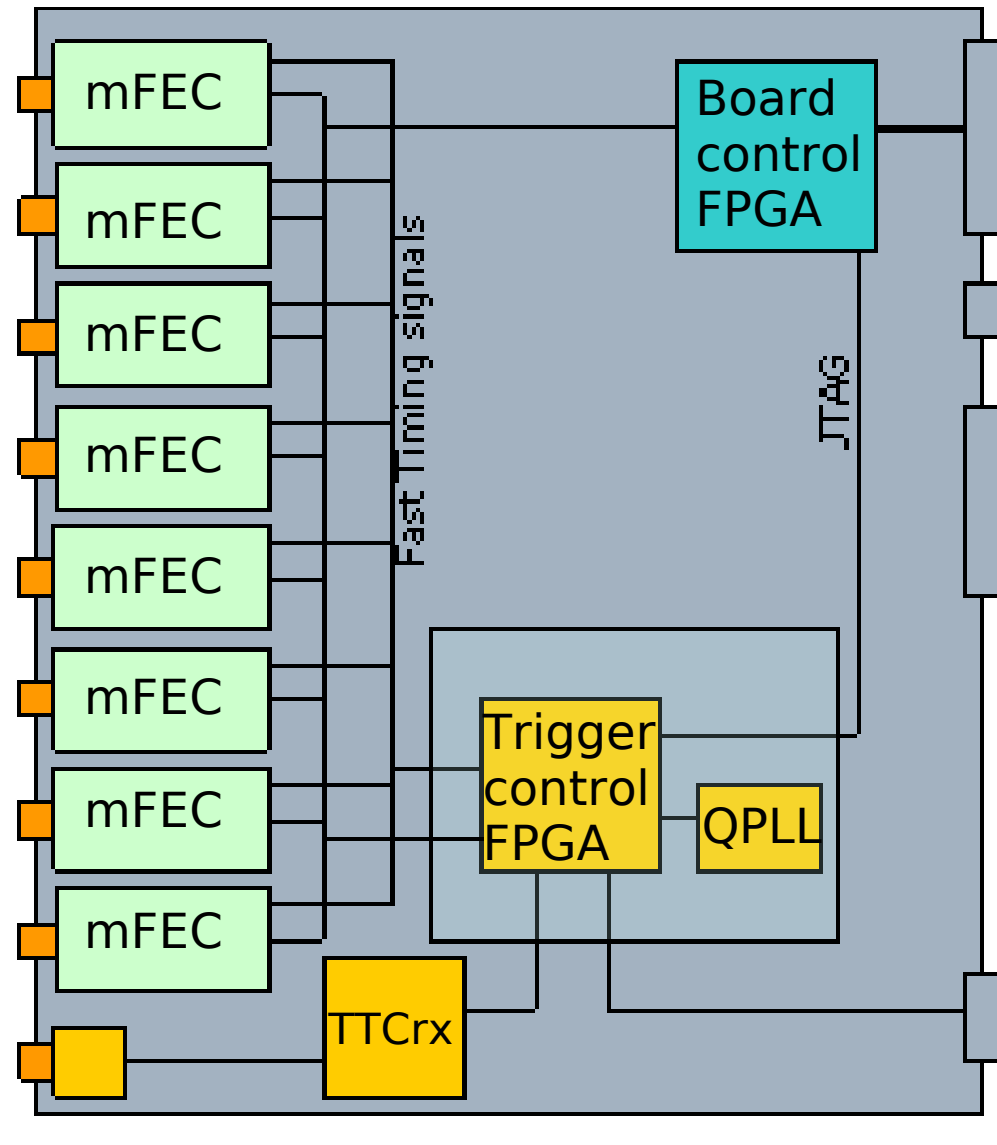 mFEC
mFEC
mFEC
mFEC
mFEC
mFEC
mFEC
mFEC
Fast Timing signals
Board
control
FPGA
JTAG
Trigger
control
FPGA
QPLL
TTCrx